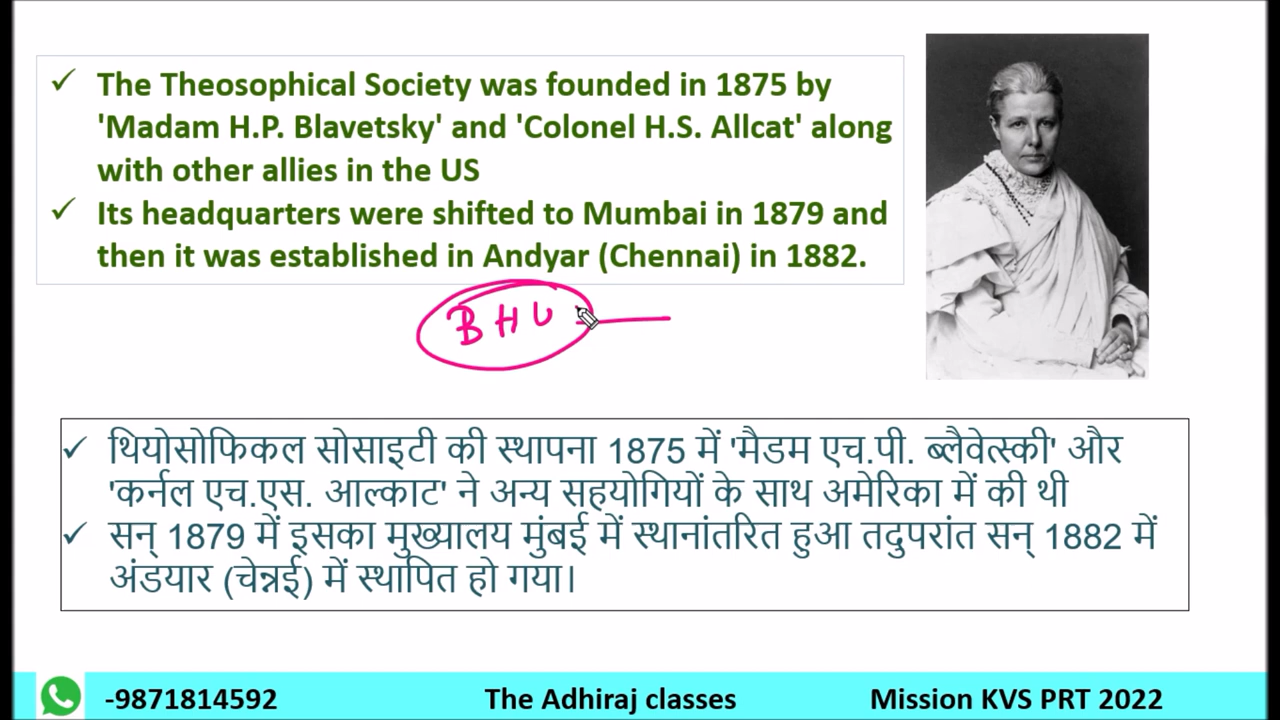 The Theosophical Society was founded in 1875 by
'Madam H.P. Blavetsky' and 'Colonel H.S. Allcat' along
with other allies in the US
Its headquarters were shifted to Mumbai in 1879 and
then it was established in Andyar (Chennai) in 1882.
BHU
थियोसोफिकल सोसाइटी की स्थापना 1875 में 'मैडम एच.पी. ब्लैवेत्स्की' और
'कर्नल एच.एस. आल्काट' ने अन्य सहयोगियों के साथ अमेरिका में की थी
सन् 1879 में इसका मुख्यालय मुंबई में स्थानांतरित हुआ तदुपरांत सन् 1882 में
अंडयार (चेन्नई) में स्थापित हो गया।
-9871814592 The Adhiraj classes Mission KVS PRT 2022